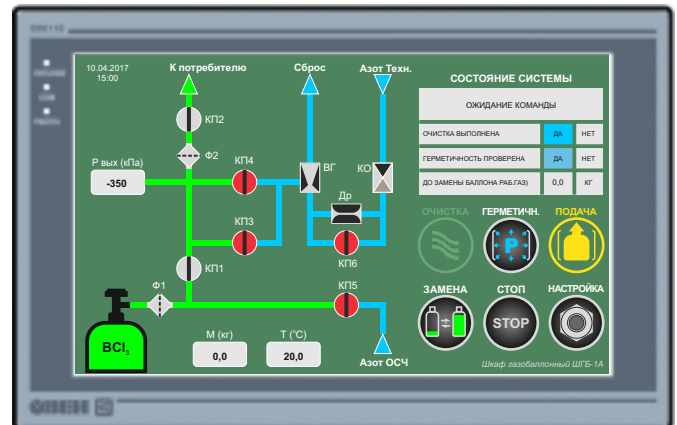 10.04.2017
15:00
К потребителю
Сброс
Азот Техн.
СОСТОЯНИЕ СИСТЕМЫ
ОЖИДАНИЕ КОМАНДЫ
ОЧИСТКА ВЫПОЛНЕНА ДА НЕТ
ГЕРМЕТИЧНОСТЬ ПРОВЕРЕНА ДА НЕТ
ДО ЗАМЕНЫ БАЛЛОНА РАБ.ГАЗ) 0,0 КГ
КП2
Ф2
Р вых (кПа)
-350
КП4
ВГ
КО
Др
КП3
КП6
КП1
Ф1
КП5
BCl₃
М (кг)
0,0
Т (°С)
20,0
Азот ОСЧ
ОЧИСТКА
ГЕРМЕТИЧН.
P
ПОДАЧА
ЗАМЕНА
СТОП
STOP
НАСТРОЙКА
Шкаф газобаллонный ШГБ-1А
ОВЕН